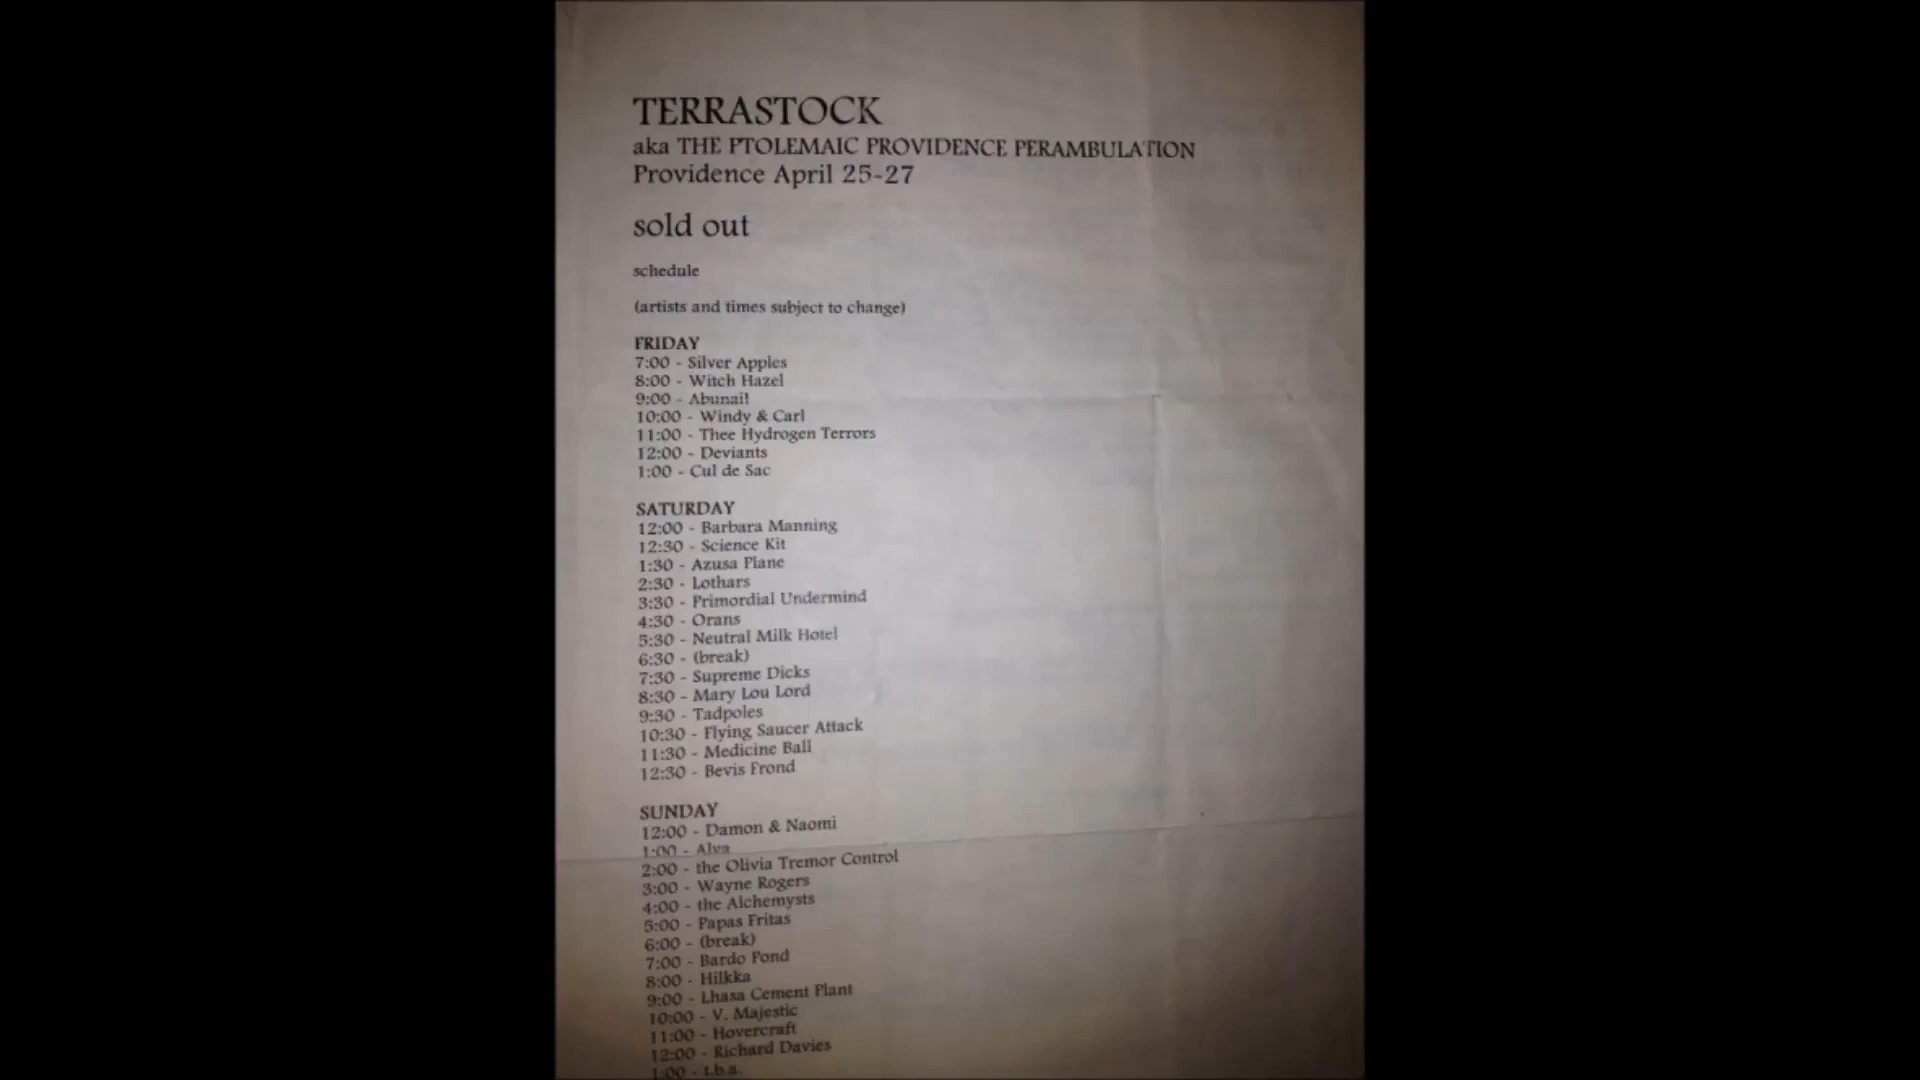 TERRASTOCK
aka THE PTOLEMAIC PROVIDENCE PERAMBULATION
Providence April 25-27
sold out
schedule
(artists and times subject to change)
FRIDAY
7:00 - Silver Apples
8:00 - Witch Hazel
9:00 - Abunai!
10:00 - Windy & Carl
11:00 - Thee Hydrogen Terrors
12:00 - Deviants
1:00 - Cul de Sac
SATURDAY
12:00 - Barbara Manning
12:30 - Science Kit
1:30 - Azusa Plane
2:30 - Lothars
3:30 - Primordial Undermind
4:30 - Orans
5:30 - Neutral Milk Hotel
6:30 - (break)
7:30 - Supreme Dicks
8:30 - Mary Lou Lord
9:30 - Tadpoles
10:30 - Flying Saucer Attack
11:30 - Medicine Ball
12:30 - Bevis Frond
SUNDAY
12:00 - Damon & Naomi
1:00 - Alva
2:00 - the Olivia Tremor Control
3:00 - Wayne Rogers
4:00 - the Alchemysts
5:00 - Papas Fritas
6:00 - (break)
7:00 - Bardo Pond
8:00 - Hilkka
9:00 - Lhasa Cement Plant
10:00 - V. Majestic
11:00 - Hovercraft
12:00 - Richard Davies
1:00 - t.b.a.